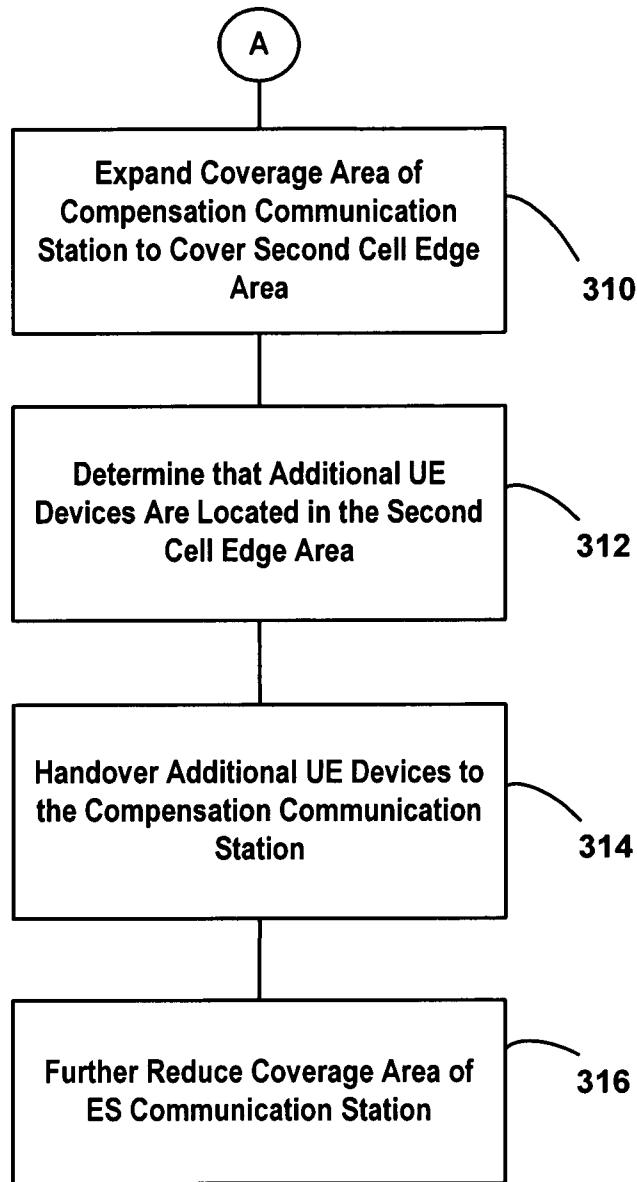 A
Expand Coverage Area of
Compensation Communication
Station to Cover Second Cell Edge
Area
310
Determine that Additional UE
Devices Are Located in the Second
Cell Edge Area
312
Handover Additional UE Devices to
the Compensation Communication
Station
314
Further Reduce Coverage Area of
ES Communication Station
316